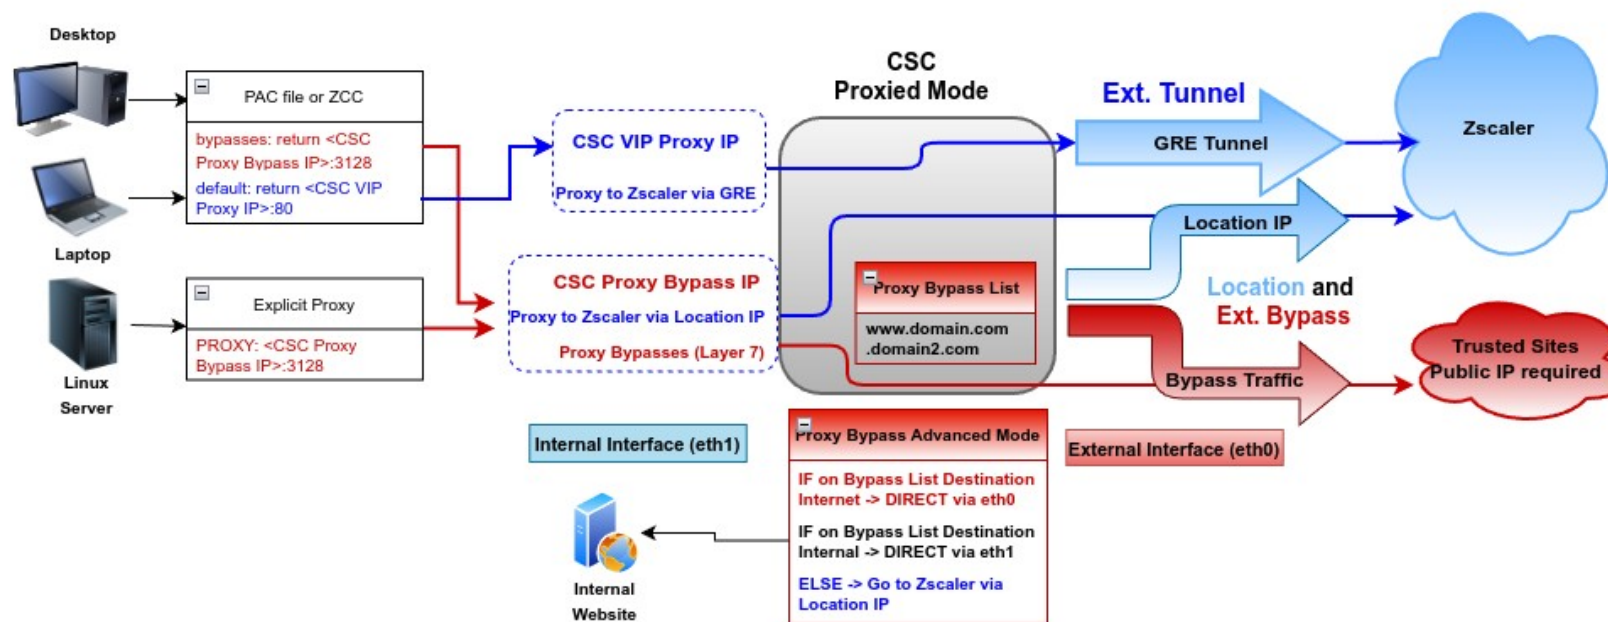 Desktop
PAC file or ZCC
bypasses: return <CSC
Proxy Bypass IP>:3128
default: return <CSC VIP
Proxy IP>:80
Laptop
Explicit Proxy
PROXY: <CSC Proxy
Bypass IP>:3128
Linux
Server
CSC VIP Proxy IP
Proxy to Zscaler via GRE
CSC Proxy Bypass IP
Proxy to Zscaler via Location IP
Proxy Bypasses (Layer 7)
CSC
Proxied Mode
Proxy Bypass List
www.domain.com
.domain2.com
Ext. Tunnel
GRE Tunnel
Location IP
Location and
Ext. Bypass
Bypass Traffic
Zscaler
Trusted Sites
Public IP required
Internal Interface (eth1)
Proxy Bypass Advanced Mode
IF on Bypass List Destination
Internet -> DIRECT via eth0
IF on Bypass List Destination
Internal -> DIRECT via eth1
ELSE -> Go to Zscaler via
Location IP
External Interface (eth0)
Internal
Website